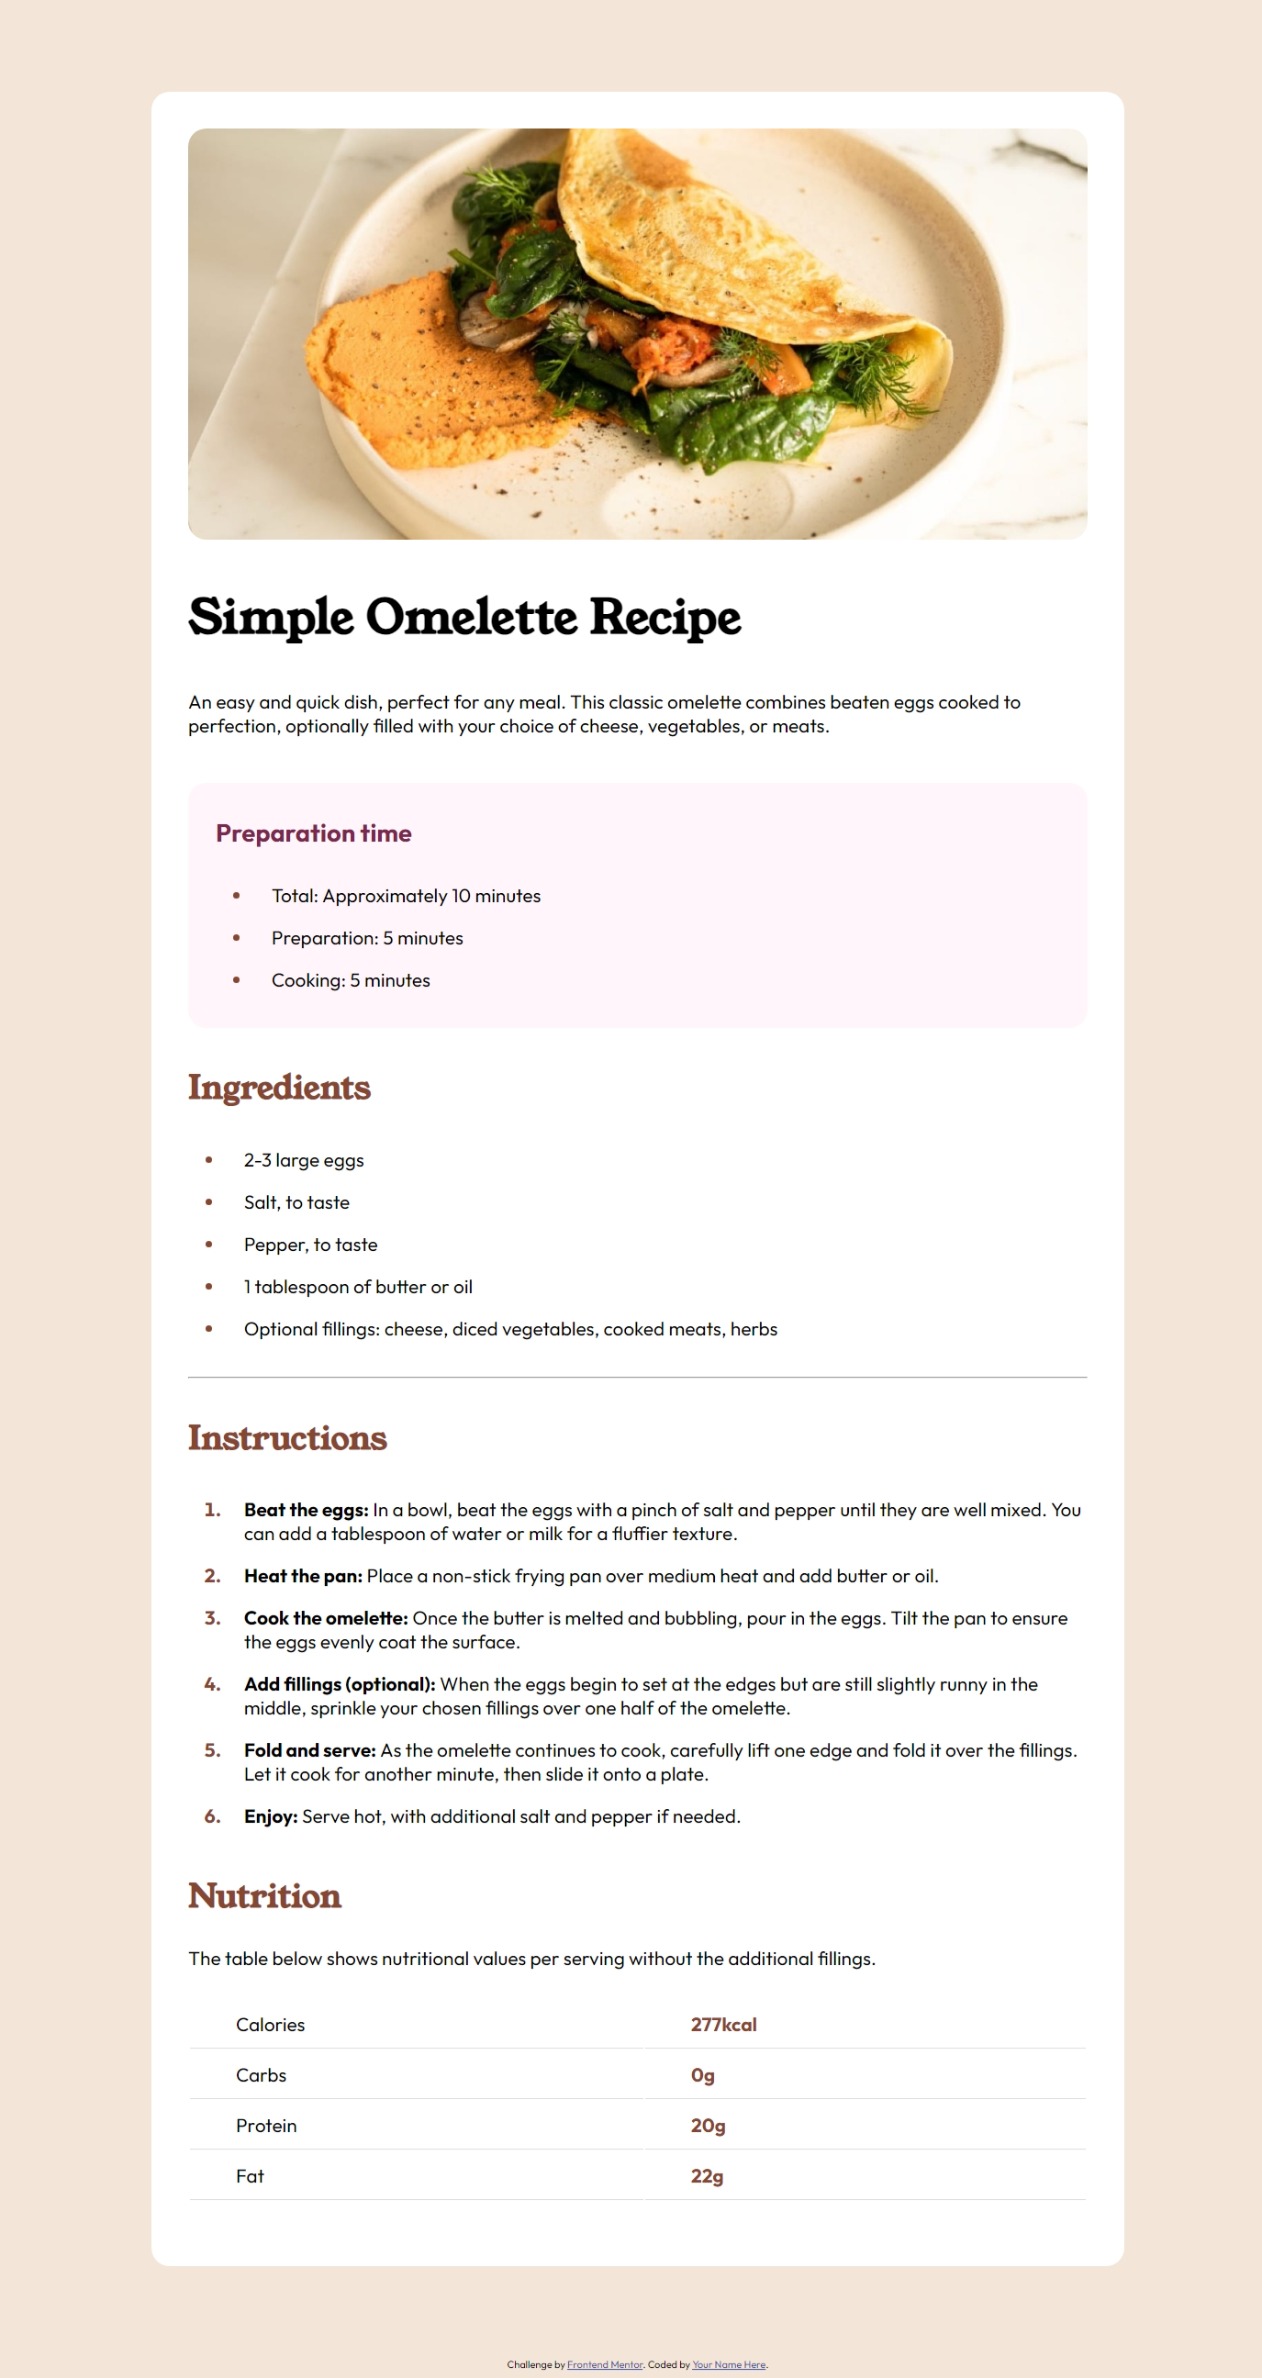 Simple Omelette Recipe
An easy and quick dish, perfect for any meal. This classic omelette combines beaten eggs cooked to
perfection, optionally filled with your choice of cheese, vegetables, or meats.
Preparation time
• Total: Approximately 10 minutes
• Preparation: 5 minutes
• Cooking: 5 minutes
Ingredients
• 2-3 large eggs
• Salt, to taste
• Pepper, to taste
• 1 tablespoon of butter or oil
• Optional fillings: cheese, diced vegetables, cooked meats, herbs
Instructions
1. Beat the eggs: In a bowl, beat the eggs with a pinch of salt and pepper until they are well mixed. You
can add a tablespoon of water or milk for a fluffier texture.
2. Heat the pan: Place a non-stick frying pan over medium heat and add butter or oil.
3. Cook the omelette: Once the butter is melted and bubbling, pour in the eggs. Tilt the pan to ensure
the eggs evenly coat the surface.
4. Add fillings (optional): When the eggs begin to set at the edges but are still slightly runny in the
middle, sprinkle your chosen fillings over one half of the omelette.
5. Fold and serve: As the omelette continues to cook, carefully lift one edge and fold it over the fillings.
Let it cook for another minute, then slide it onto a plate.
6. Enjoy: Serve hot, with additional salt and pepper if needed.
Nutrition
The table below shows nutritional values per serving without the additional fillings.
Calories 277kcal
Carbs 0g
Protein 20g
Fat 22g
Challenge by Frontend Mentor. Coded by Your Name Here.